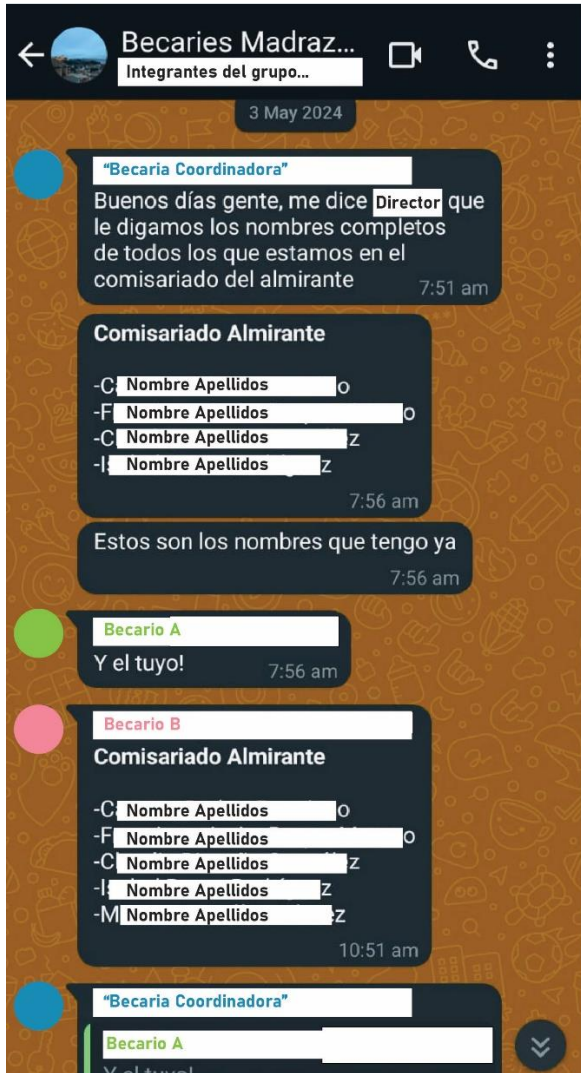 Becaries Madraz...
Integrantes del grupo...
3 May 2024
"Becaria Coordinadora"
Buenos días gente, me dice Director que
le digamos los nombres completos
de todos los que estamos en el
comisariado del almirante
7:51 am
Comisariado Almirante
-C Nombre Apellidos o
-F Nombre Apellidos o
-C Nombre Apellidos z
-I Nombre Apellidos z
7:56 am
Estos son los nombres que tengo ya
7:56 am
Becario A
Y el tuyo!
7:56 am
Becario B
Comisariado Almirante
-C Nombre Apellidos o
-F Nombre Apellidos o
-C Nombre Apellidos ez
-I Nombre Apellidos z
-M Nombre Apellidos ez
10:51 am
"Becaria Coordinadora"
Becario A
Y el tuyo!